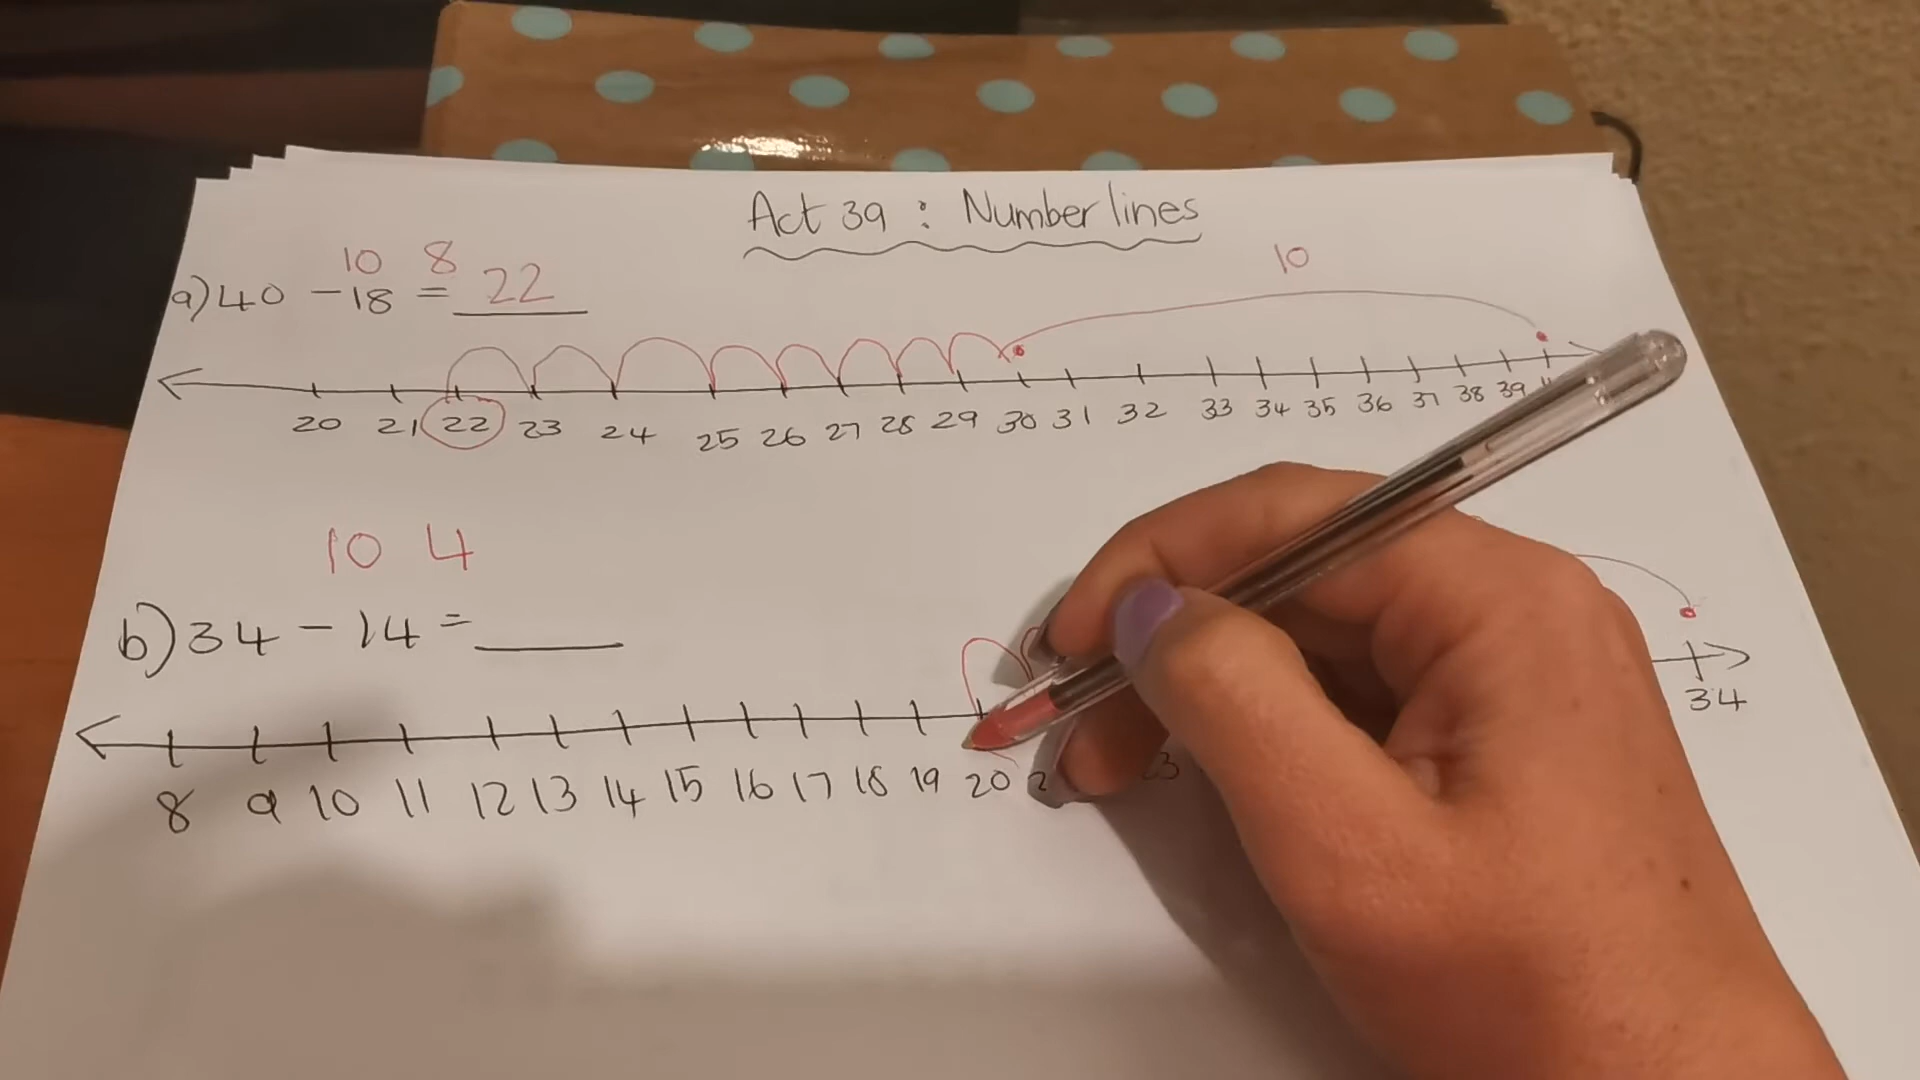 Act 39 : Number lines
10 8 10
a) 40 - 18 = 22
20 21 22 23 24 25 26 27 28 29 30 31 32 33 34 35 36 37 38 39
10 4
b) 34 - 14 = ____
8 9 10 11 12 13 14 15 16 17 18 19 20 34